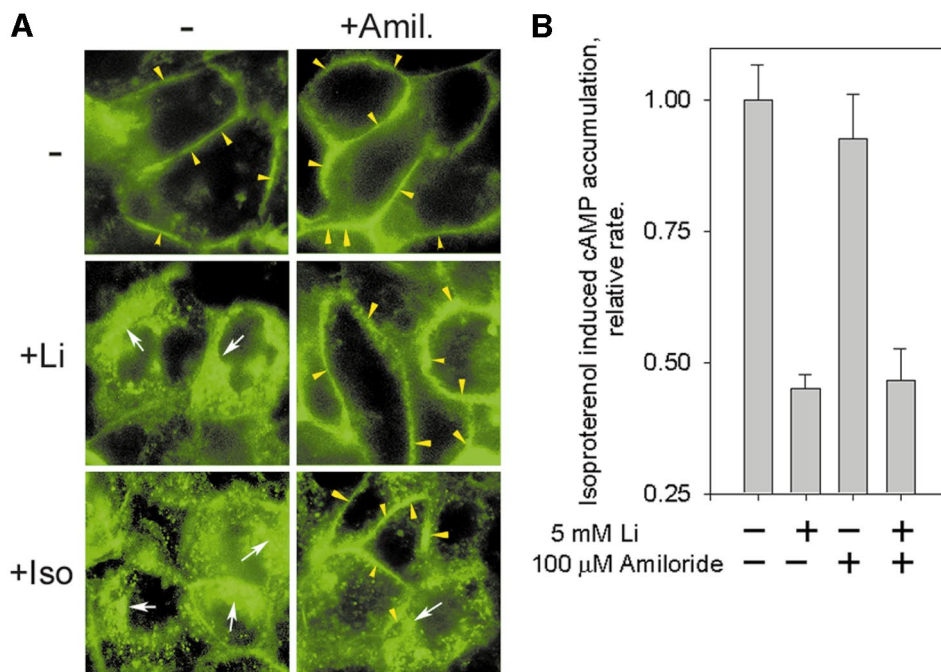 A
- +Amil.
-
+Li
+Iso
B
Isoproterenol induced cAMP accumulation,
relative rate.
1.00
0.75
0.50
0.25
5 mM Li − + − +
100 μM Amiloride − − + +